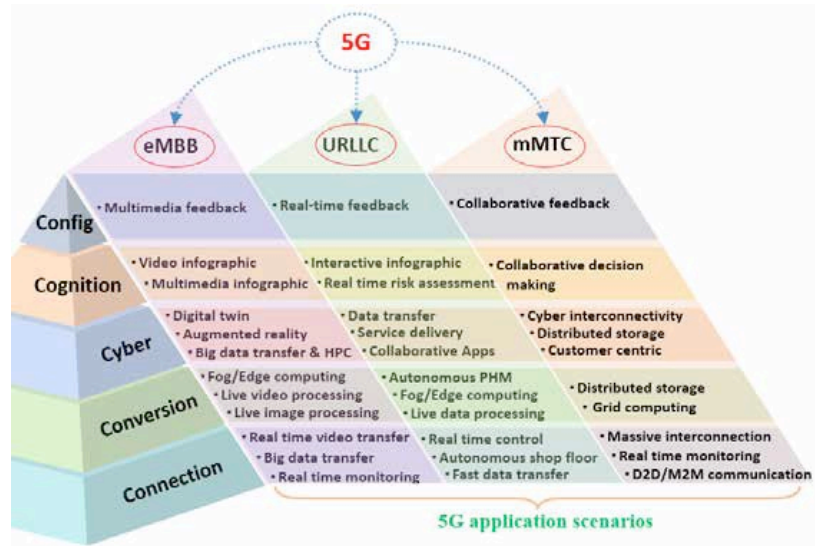 5G
eMBB
URLLC
mMTC
Config
• Multimedia feedback
• Real-time feedback
• Collaborative feedback
Cognition
• Video infographic
• Multimedia infographic
• Interactive infographic
• Real time risk assessment
• Collaborative decision
making
Cyber
• Digital twin
• Augmented reality
• Big data transfer & HPC
• Data transfer
• Service delivery
• Collaborative Apps
• Cyber interconnectivity
• Distributed storage
• Customer centric
Conversion
• Fog/Edge computing
• Live video processing
• Live image processing
• Autonomous PHM
• Fog/Edge computing
• Live data processing
• Distributed storage
• Grid computing
Connection
• Real time video transfer
• Big data transfer
• Real time monitoring
• Real time control
• Autonomous shop floor
• Fast data transfer
• Massive interconnection
• Real time monitoring
• D2D/M2M communication
5G application scenarios